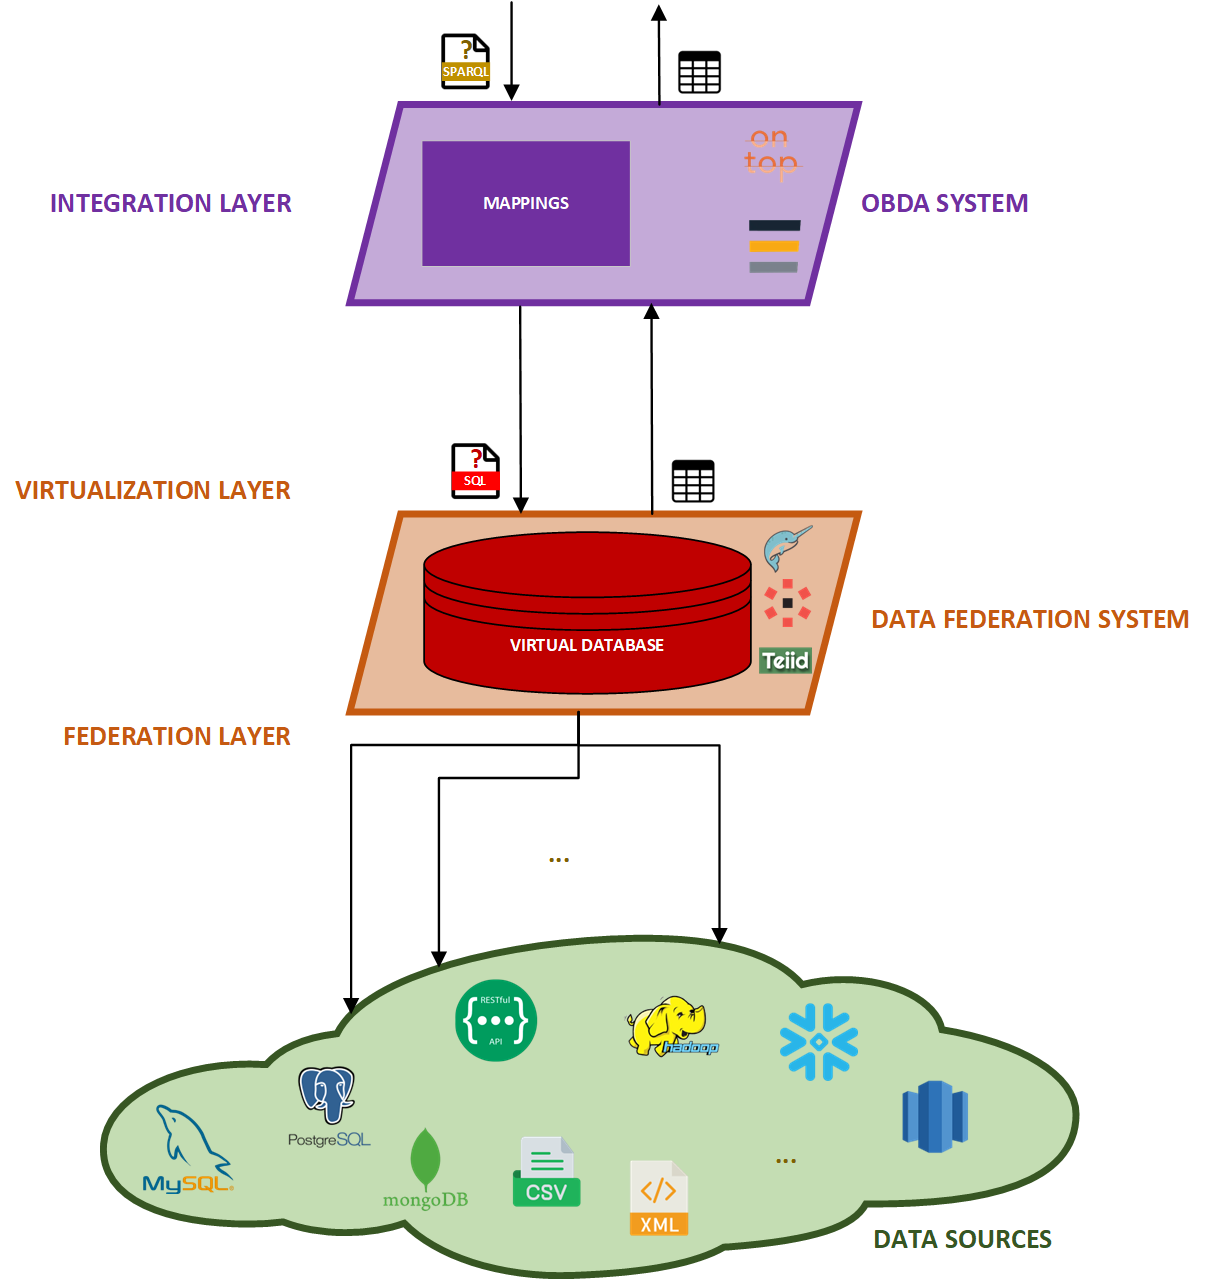 ?
SPARQL
INTEGRATION LAYER
MAPPINGS
on
top
OBDA SYSTEM
?
SQL
VIRTUALIZATION LAYER
VIRTUAL DATABASE
Teiid
DATA FEDERATION SYSTEM
FEDERATION LAYER
...
RESTful
{...}
API
hadoop
PostgreSQL
MySQL®
mongoDB
CSV
</>
XML
...
DATA SOURCES